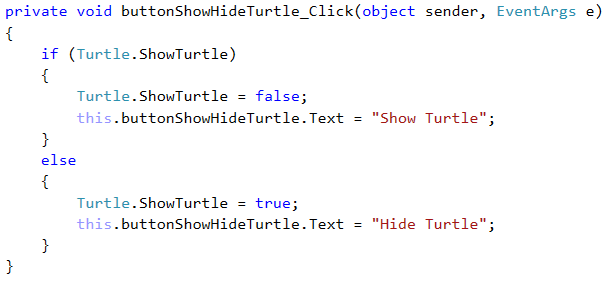 private void buttonShowHideTurtle_Click(object sender, EventArgs e)
{
    if (Turtle.ShowTurtle)
    {
        Turtle.ShowTurtle = false;
        this.buttonShowHideTurtle.Text = "Show Turtle";
    }
    else
    {
        Turtle.ShowTurtle = true;
        this.buttonShowHideTurtle.Text = "Hide Turtle";
    }
}